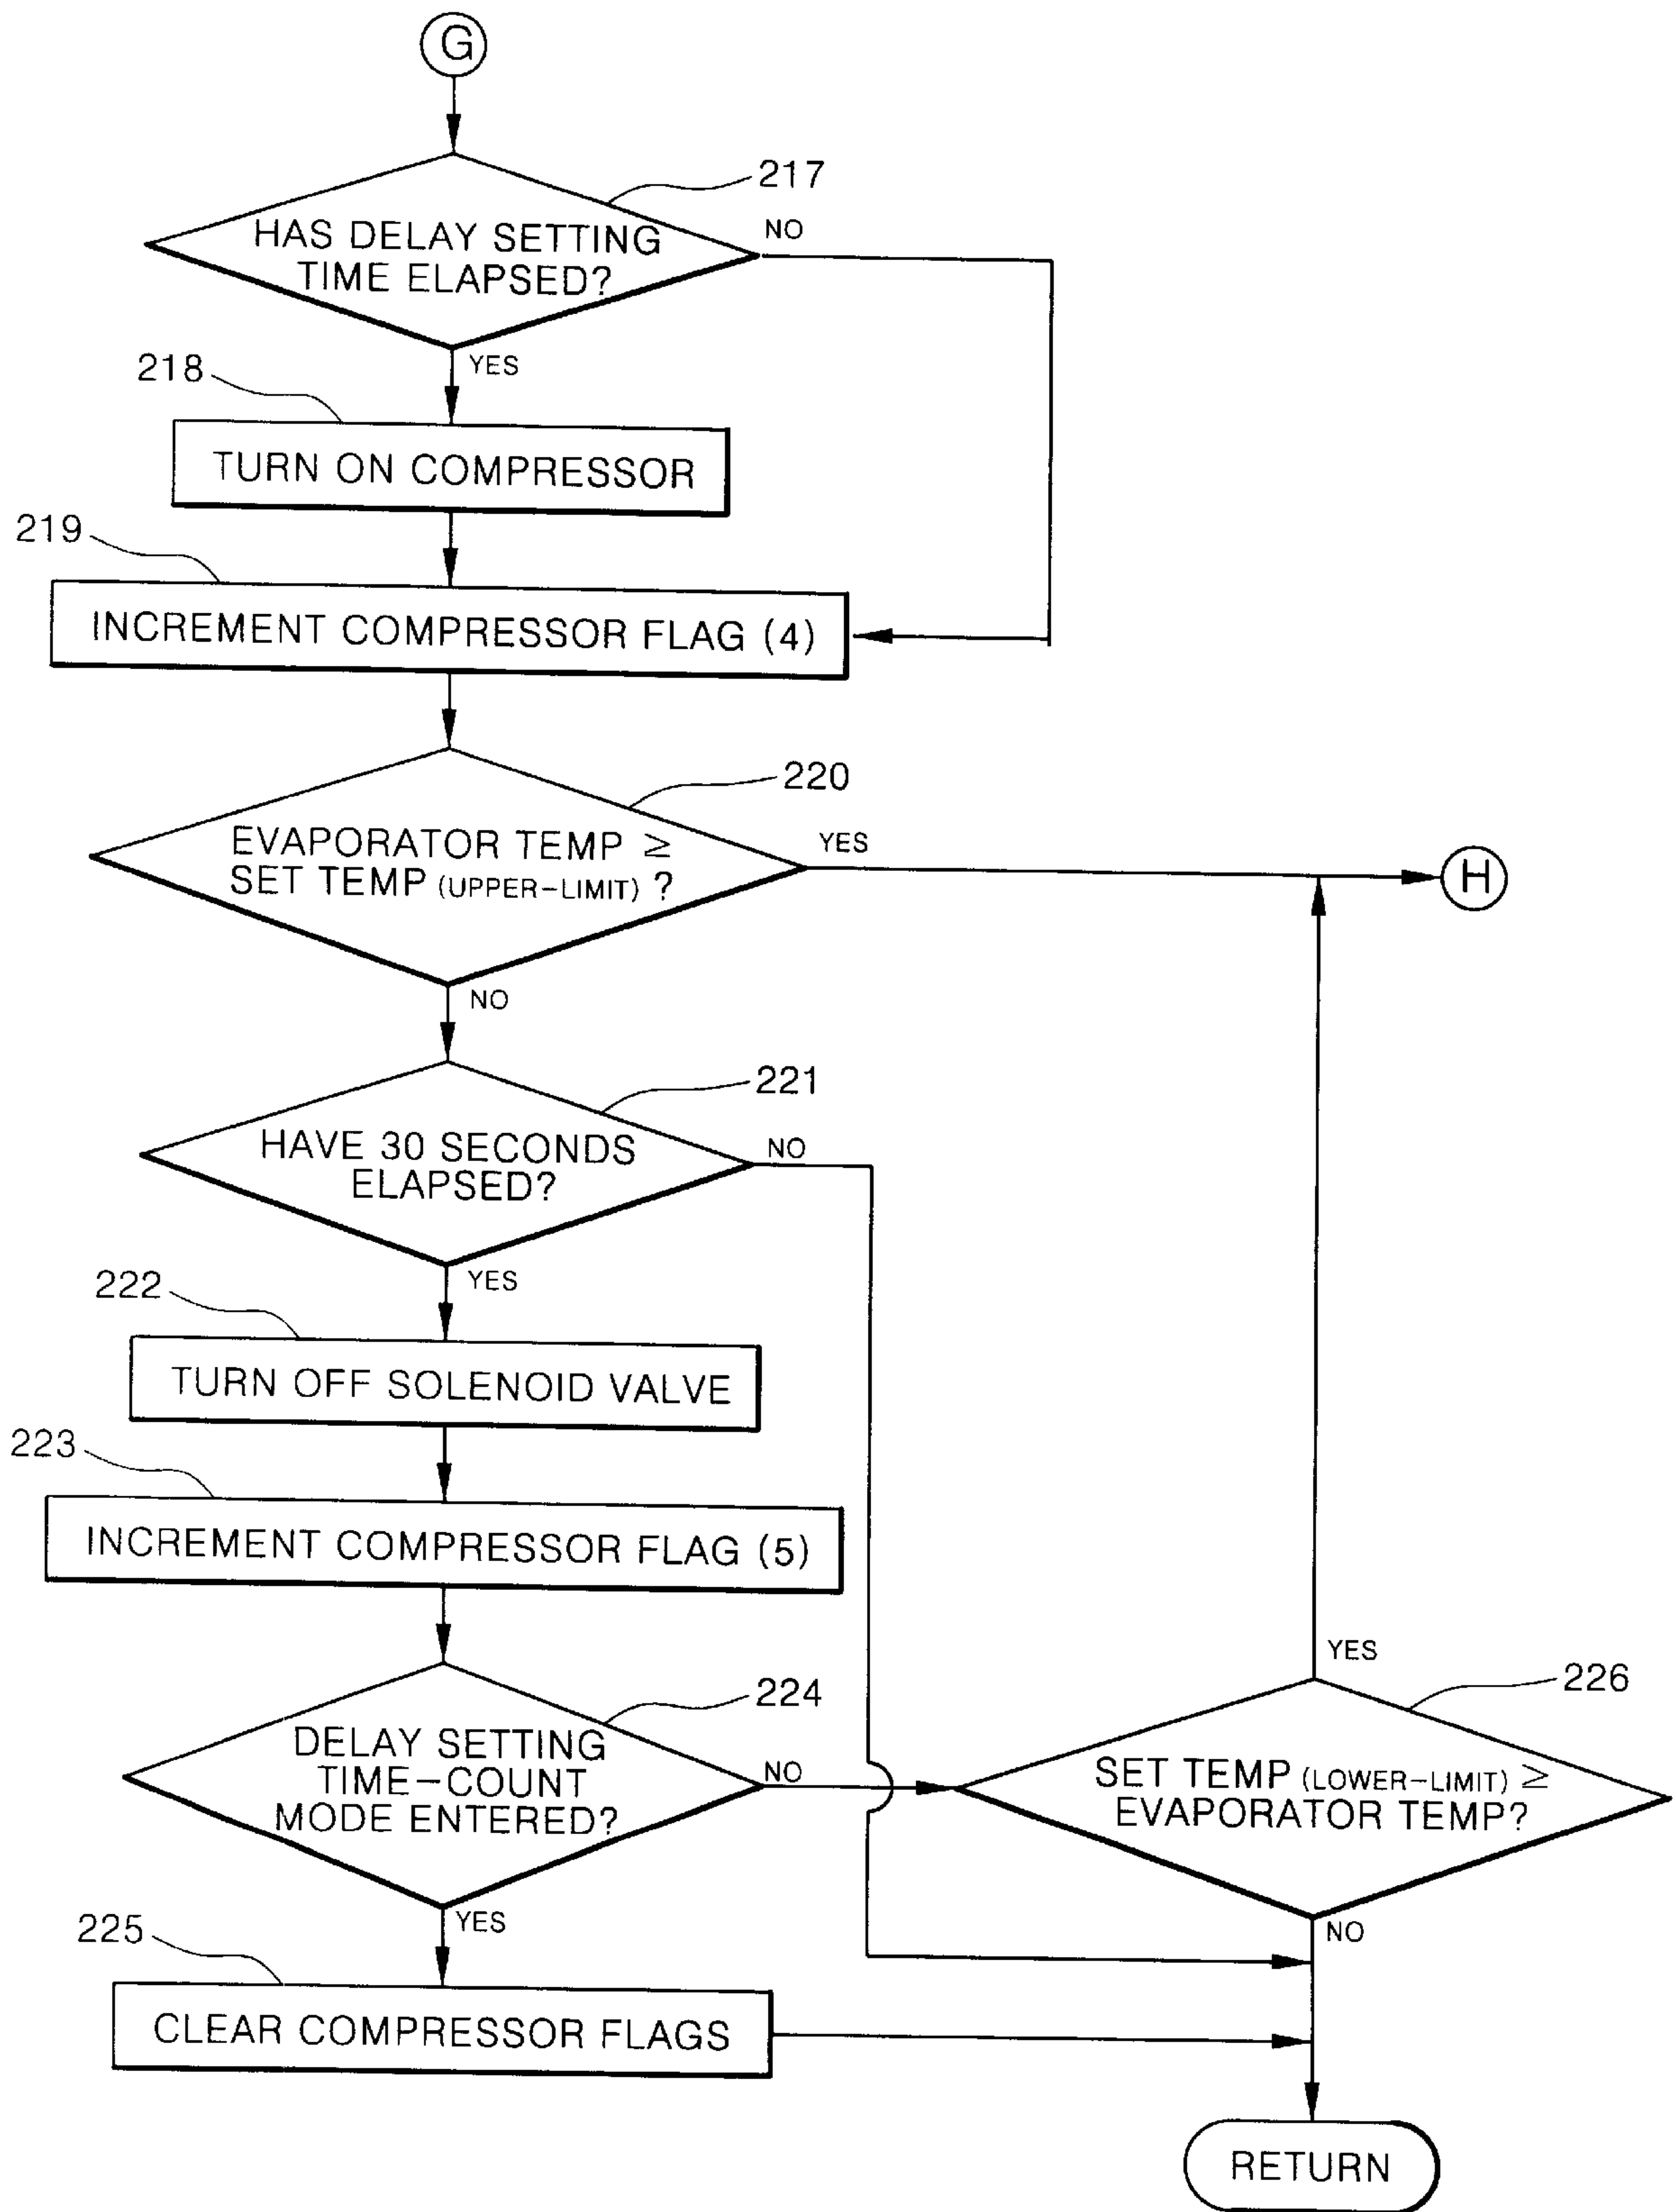 G
217
HAS DELAY SETTING
TIME ELAPSED?
NO
YES
218
TURN ON COMPRESSOR
219
INCREMENT COMPRESSOR FLAG (4)
220
EVAPORATOR TEMP ≥
SET TEMP (UPPER-LIMIT) ?
YES
H
NO
221
HAVE 30 SECONDS
ELAPSED?
NO
YES
222
TURN OFF SOLENOID VALVE
223
INCREMENT COMPRESSOR FLAG (5)
224
DELAY SETTING
TIME-COUNT
MODE ENTERED?
NO
YES
226
SET TEMP (LOWER-LIMIT) ≥
EVAPORATOR TEMP?
YES
NO
225
CLEAR COMPRESSOR FLAGS
RETURN